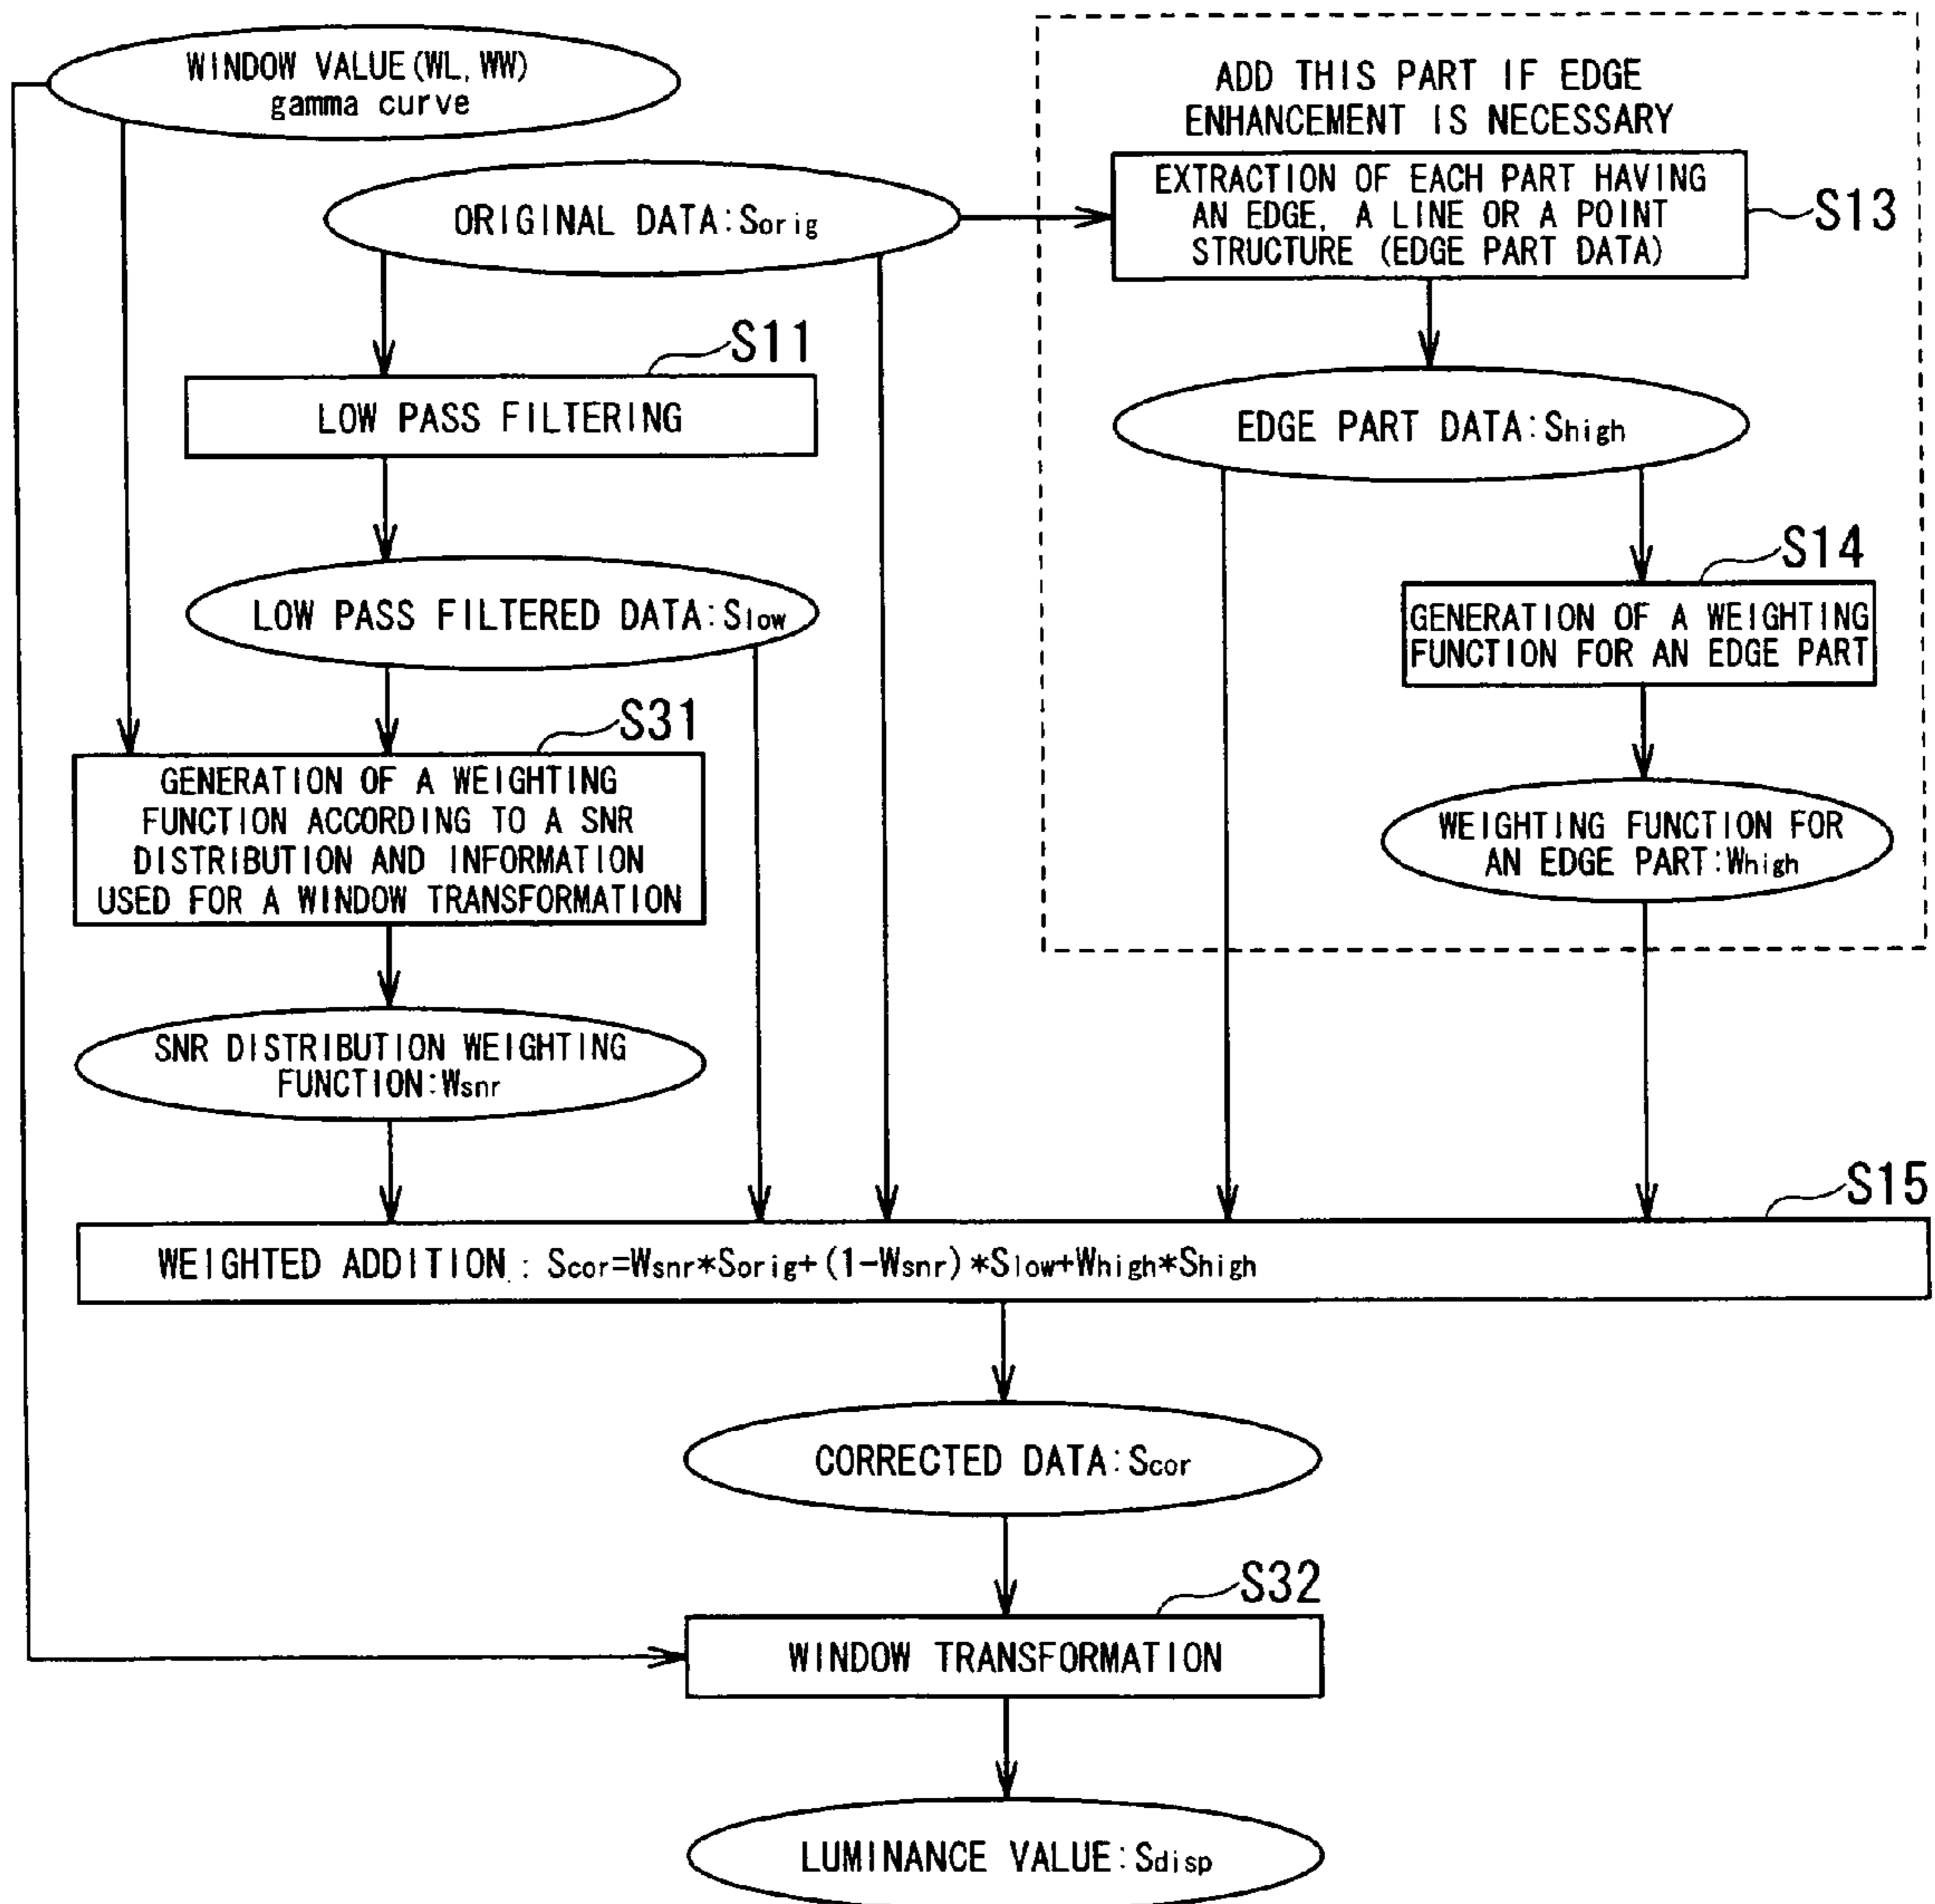 WINDOW VALUE(WL, WW)
gamma curve
ADD THIS PART IF EDGE
ENHANCEMENT IS NECESSARY
ORIGINAL DATA:Sorig
EXTRACTION OF EACH PART HAVING
AN EDGE, A LINE OR A POINT
STRUCTURE (EDGE PART DATA)
S13
S11
LOW PASS FILTERING
EDGE PART DATA:Shigh
S14
GENERATION OF A WEIGHTING
FUNCTION FOR AN EDGE PART
LOW PASS FILTERED DATA:Slow
S31
GENERATION OF A WEIGHTING
FUNCTION ACCORDING TO A SNR
DISTRIBUTION AND INFORMATION
USED FOR A WINDOW TRANSFORMATION
WEIGHTING FUNCTION FOR
AN EDGE PART:Whigh
SNR DISTRIBUTION WEIGHTING
FUNCTION:Wsnr
S15
WEIGHTED ADDITION : Scor=Wsnr*Sorig+(1-Wsnr)*Slow+Whigh*Shigh
CORRECTED DATA:Scor
S32
WINDOW TRANSFORMATION
LUMINANCE VALUE:Sdisp